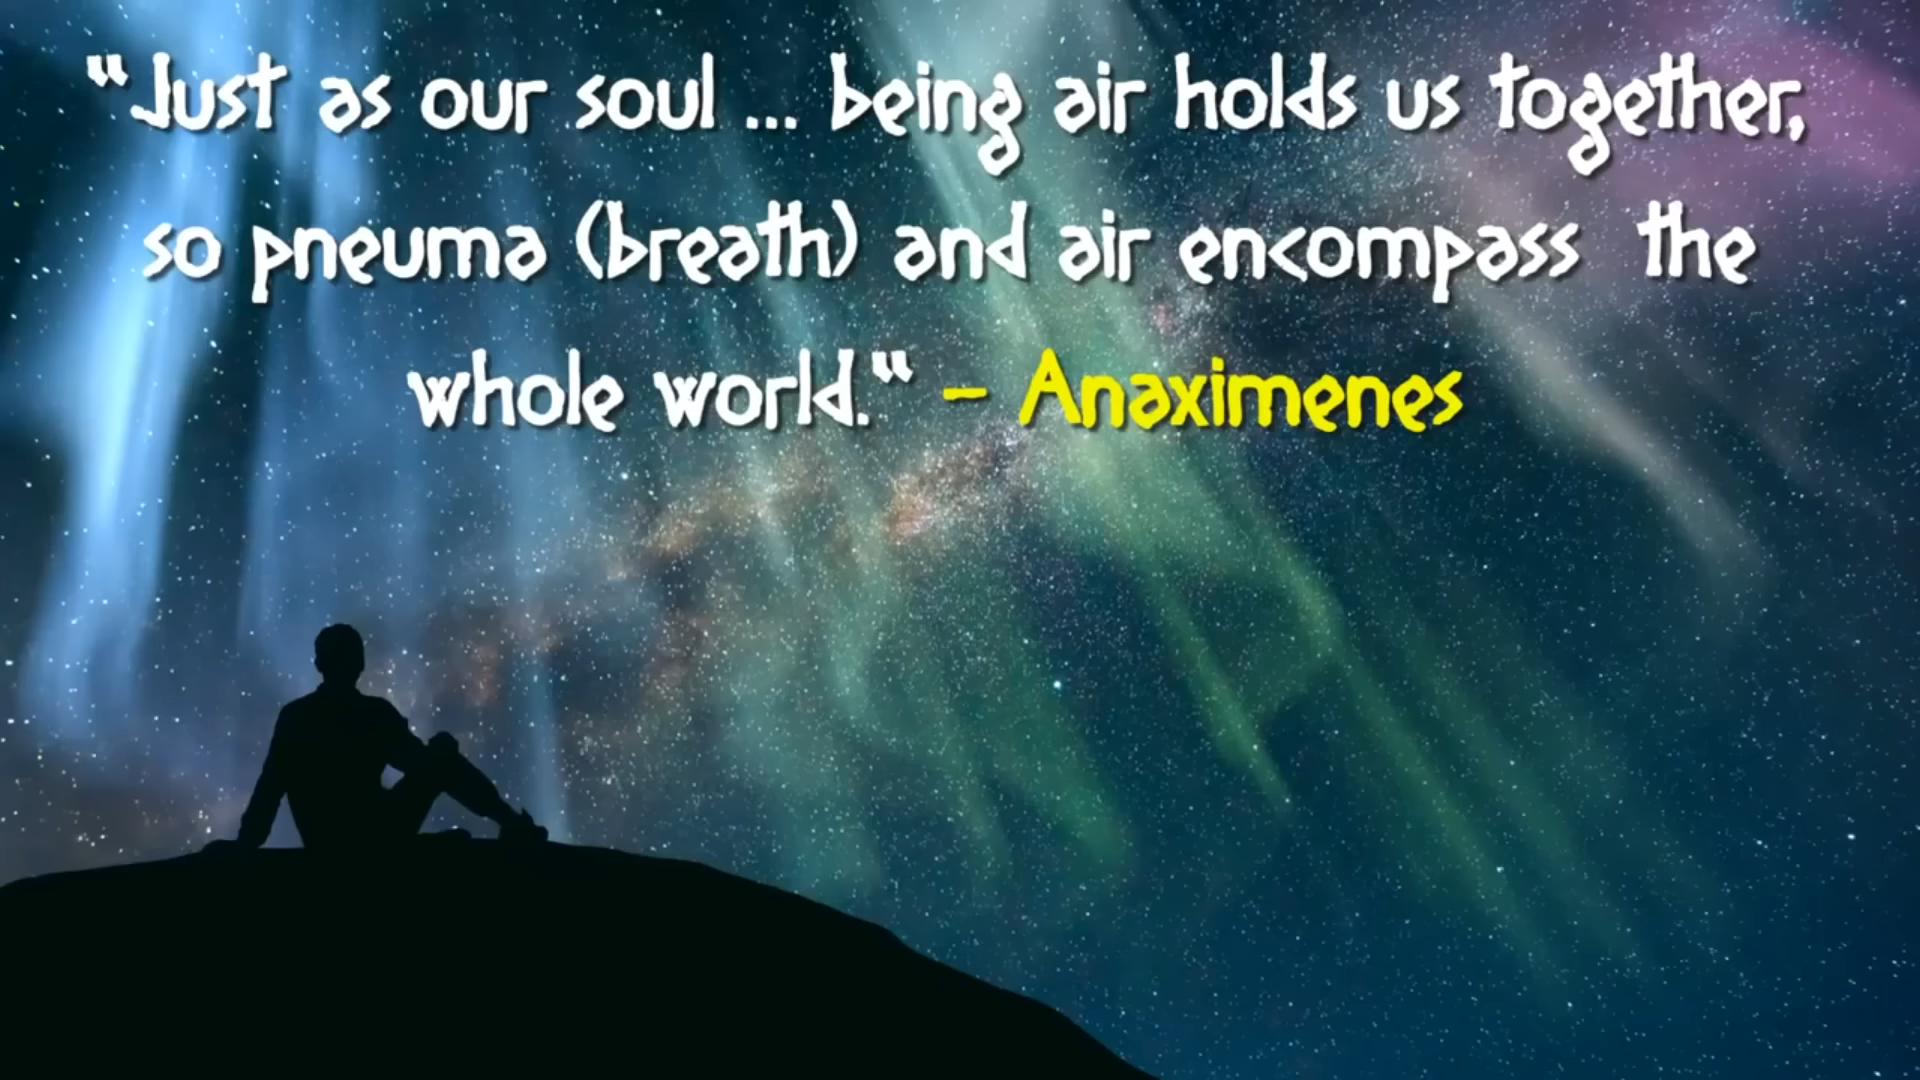 "Just as our soul ... being air holds us together,
so pneuma (breath) and air encompass the
whole world." – Anaximenes